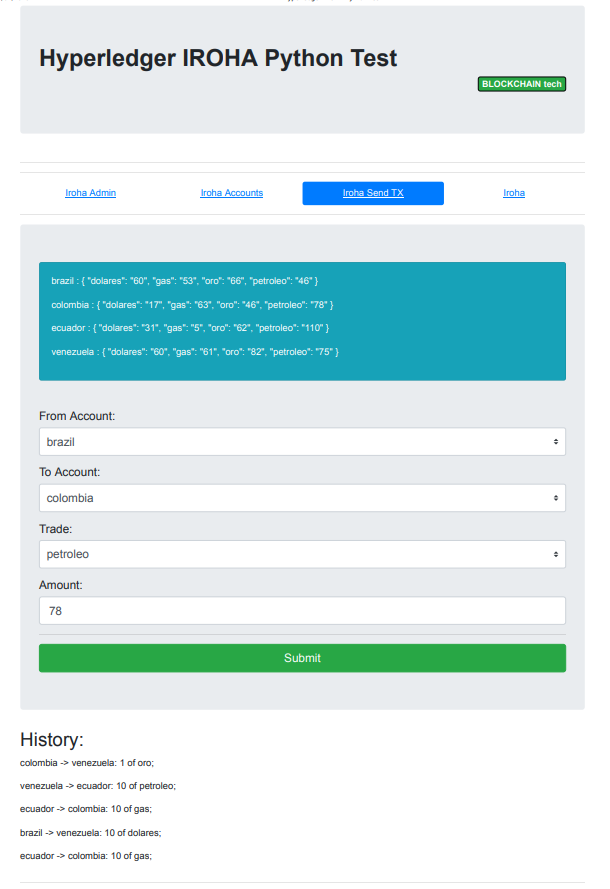 Hyperledger IROHA Python Test
BLOCKCHAIN tech
Iroha Admin
Iroha Accounts
Iroha Send TX
Iroha
brazil : { "dolares": "60", "gas": "53", "oro": "66", "petroleo": "46" }
colombia : { "dolares": "17", "gas": "63", "oro": "46", "petroleo": "78" }
ecuador : { "dolares": "31", "gas": "5", "oro": "62", "petroleo": "110" }
venezuela : { "dolares": "60", "gas": "61", "oro": "82", "petroleo": "75" }
From Account:
brazil
To Account:
colombia
Trade:
petroleo
Amount:
78
Submit
History:
colombia -> venezuela: 1 of oro;
venezuela -> ecuador: 10 of petroleo;
ecuador -> colombia: 10 of gas;
brazil -> venezuela: 10 of dolares;
ecuador -> colombia: 10 of gas;